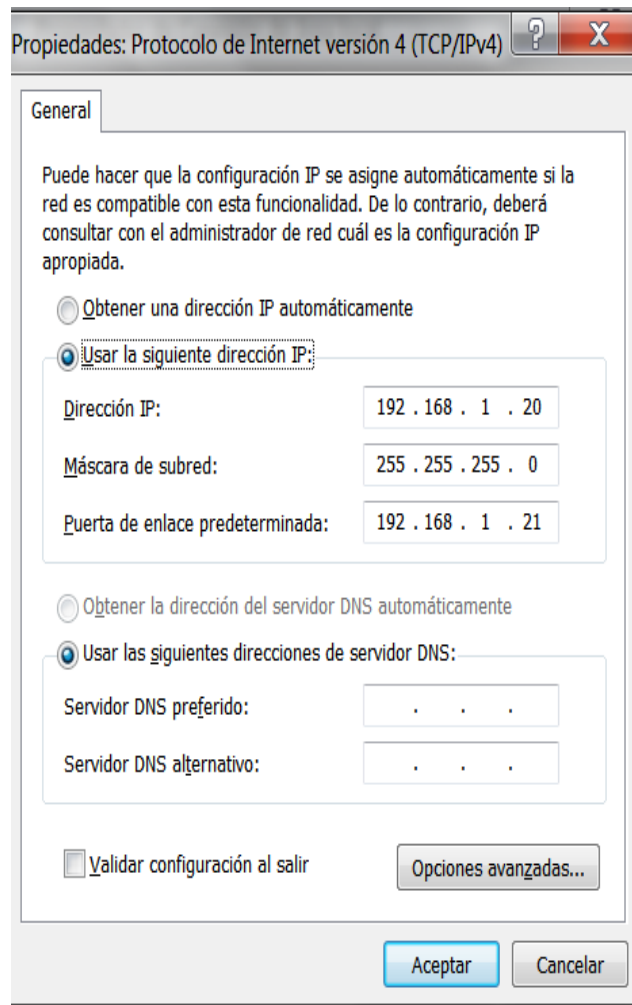 Propiedades: Protocolo de Internet versión 4 (TCP/IPv4)
General
Puede hacer que la configuración IP se asigne automáticamente si la
red es compatible con esta funcionalidad. De lo contrario, deberá
consultar con el administrador de red cuál es la configuración IP
apropiada.
Obtener una dirección IP automáticamente
Usar la siguiente dirección IP:
Dirección IP: 192 . 168 . 1 . 20
Máscara de subred: 255 . 255 . 255 . 0
Puerta de enlace predeterminada: 192 . 168 . 1 . 21
Obtener la dirección del servidor DNS automáticamente
Usar las siguientes direcciones de servidor DNS:
Servidor DNS preferido: . . .
Servidor DNS alternativo: . . .
Validar configuración al salir
Opciones avanzadas...
Aceptar Cancelar